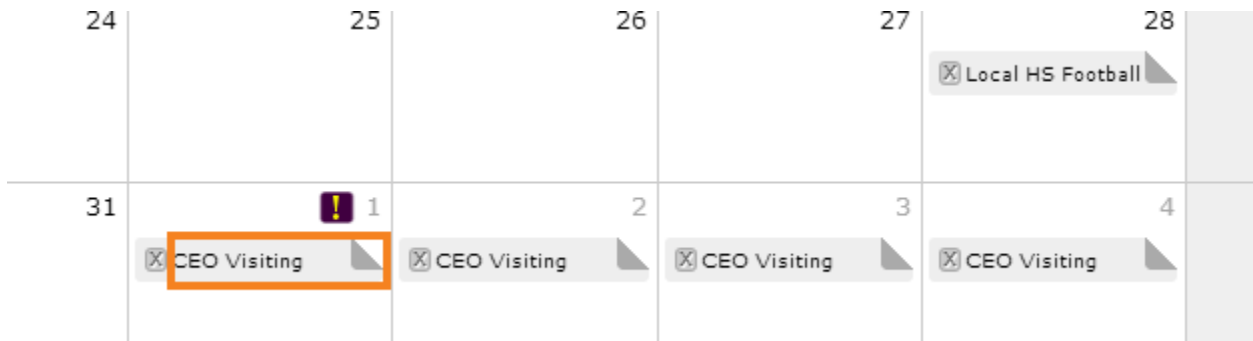 24 25 26 27 28
X Local HS Football
31 ! 1 2 3 4
X CEO Visiting X CEO Visiting X CEO Visiting X CEO Visiting